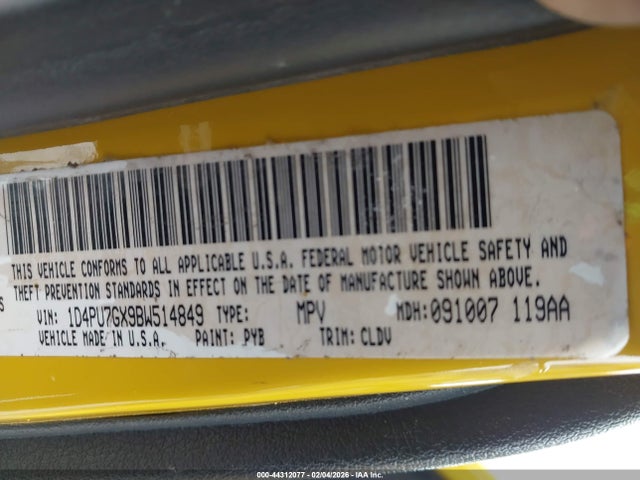 THIS VEHICLE CONFORMS TO ALL APPLICABLE U.S.A. FEDERAL MOTOR VEHICLE SAFETY AND
THEFT PREVENTION STANDARDS IN EFFECT ON THE DATE OF MANUFACTURE SHOWN ABOVE.
S
VIN: 1D4PU7GX9BW514849 TYPE: MPV MDH: 091007 119AA
VEHICLE MADE IN U.S.A. PAINT: PYB TRIM: CLDV
(c) IAA - 44312077 - 02/04/2026 - IAAI.com